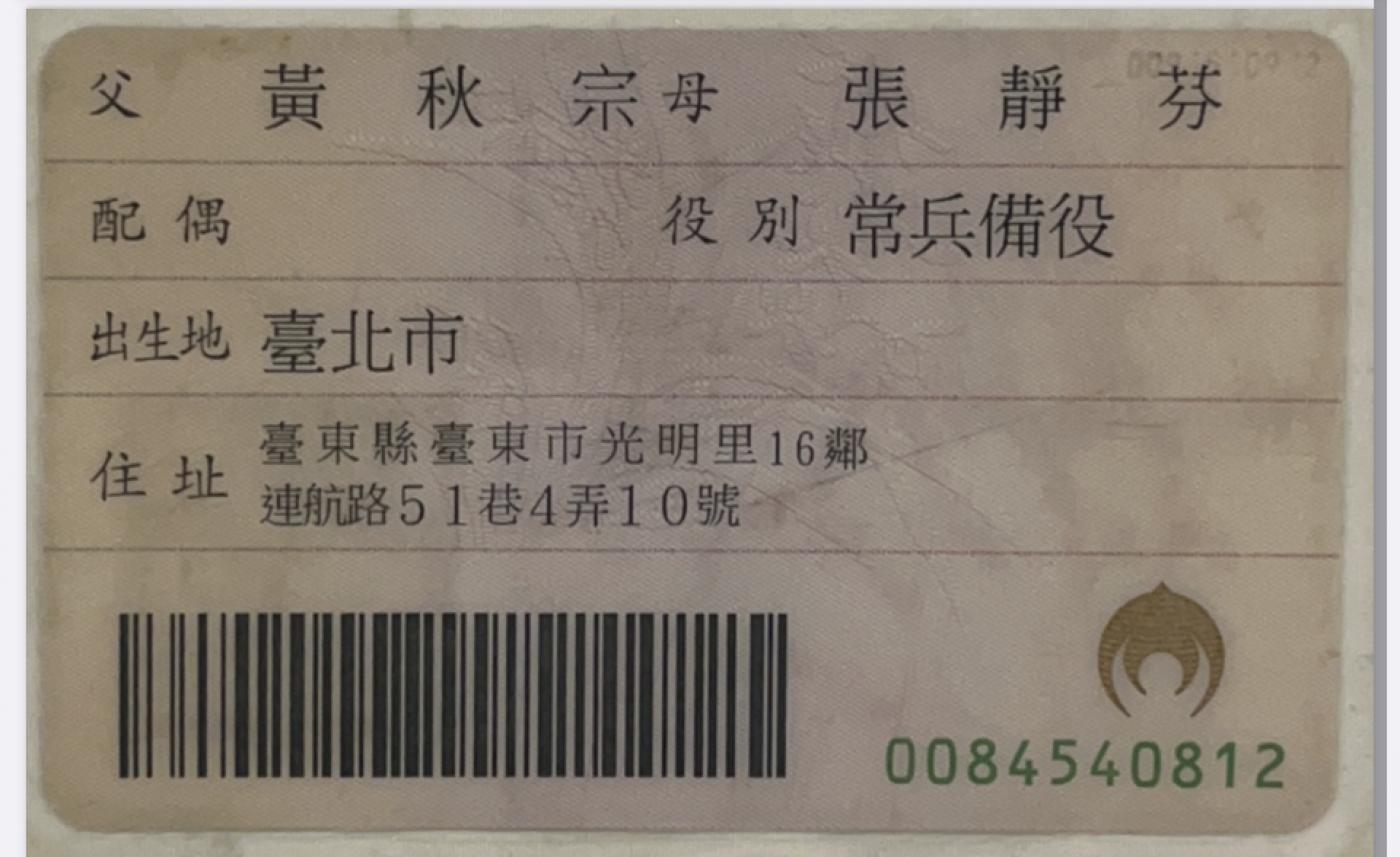 父 黃秋宗 母 張靜芬
配偶 役別 常兵備役
出生地 臺北市
住址 臺東縣臺東市光明里16鄰
連航路51巷4弄10號
0084540812